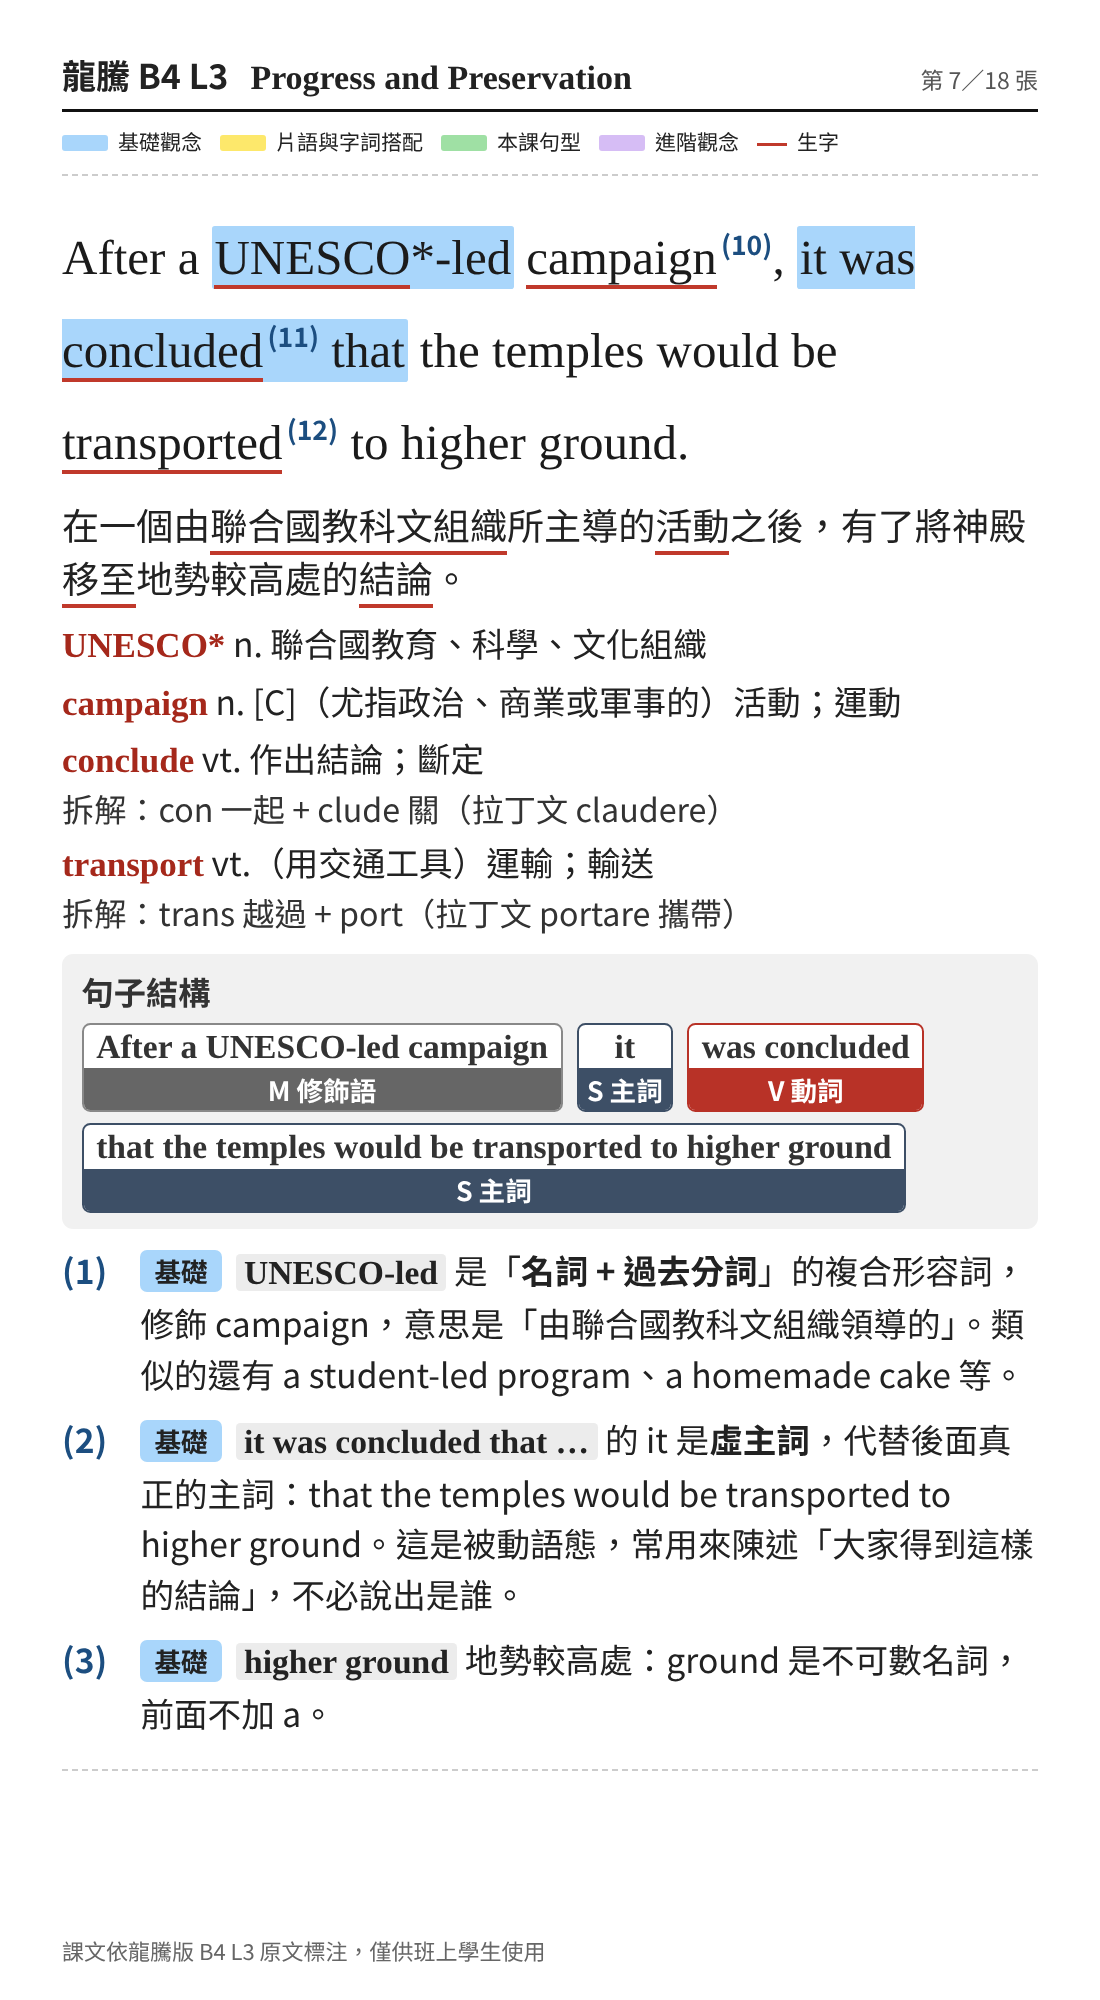 龍騰 B4 L3 Progress and Preservation 第 7／18 張
基礎觀念 片語與字詞搭配 本課句型 進階觀念 生字
After a UNESCO*-led campaign(10), it was
concluded(11) that the temples would be
transported(12) to higher ground.
在一個由聯合國教科文組織所主導的活動之後，有了將神殿
移至地勢較高處的結論。
UNESCO* n. 聯合國教育、科學、文化組織
campaign n. [C]（尤指政治、商業或軍事的）活動；運動
conclude vt. 作出結論；斷定
拆解：con 一起 + clude 關（拉丁文 claudere）
transport vt.（用交通工具）運輸；輸送
拆解：trans 越過 + port（拉丁文 portare 攜帶）
句子結構
After a UNESCO-led campaign it was concluded
M 修飾語 S 主詞 V 動詞
that the temples would be transported to higher ground
S 主詞
(1) 基礎 UNESCO-led 是「名詞 + 過去分詞」的複合形容詞，
修飾 campaign，意思是「由聯合國教科文組織領導的」。類
似的還有 a student-led program、a homemade cake 等。
(2) 基礎 it was concluded that … 的 it 是虛主詞，代替後面真
正的主詞：that the temples would be transported to
higher ground。這是被動語態，常用來陳述「大家得到這樣
的結論」，不必說出是誰。
(3) 基礎 higher ground 地勢較高處：ground 是不可數名詞，
前面不加 a。
課文依龍騰版 B4 L3 原文標注，僅供班上學生使用